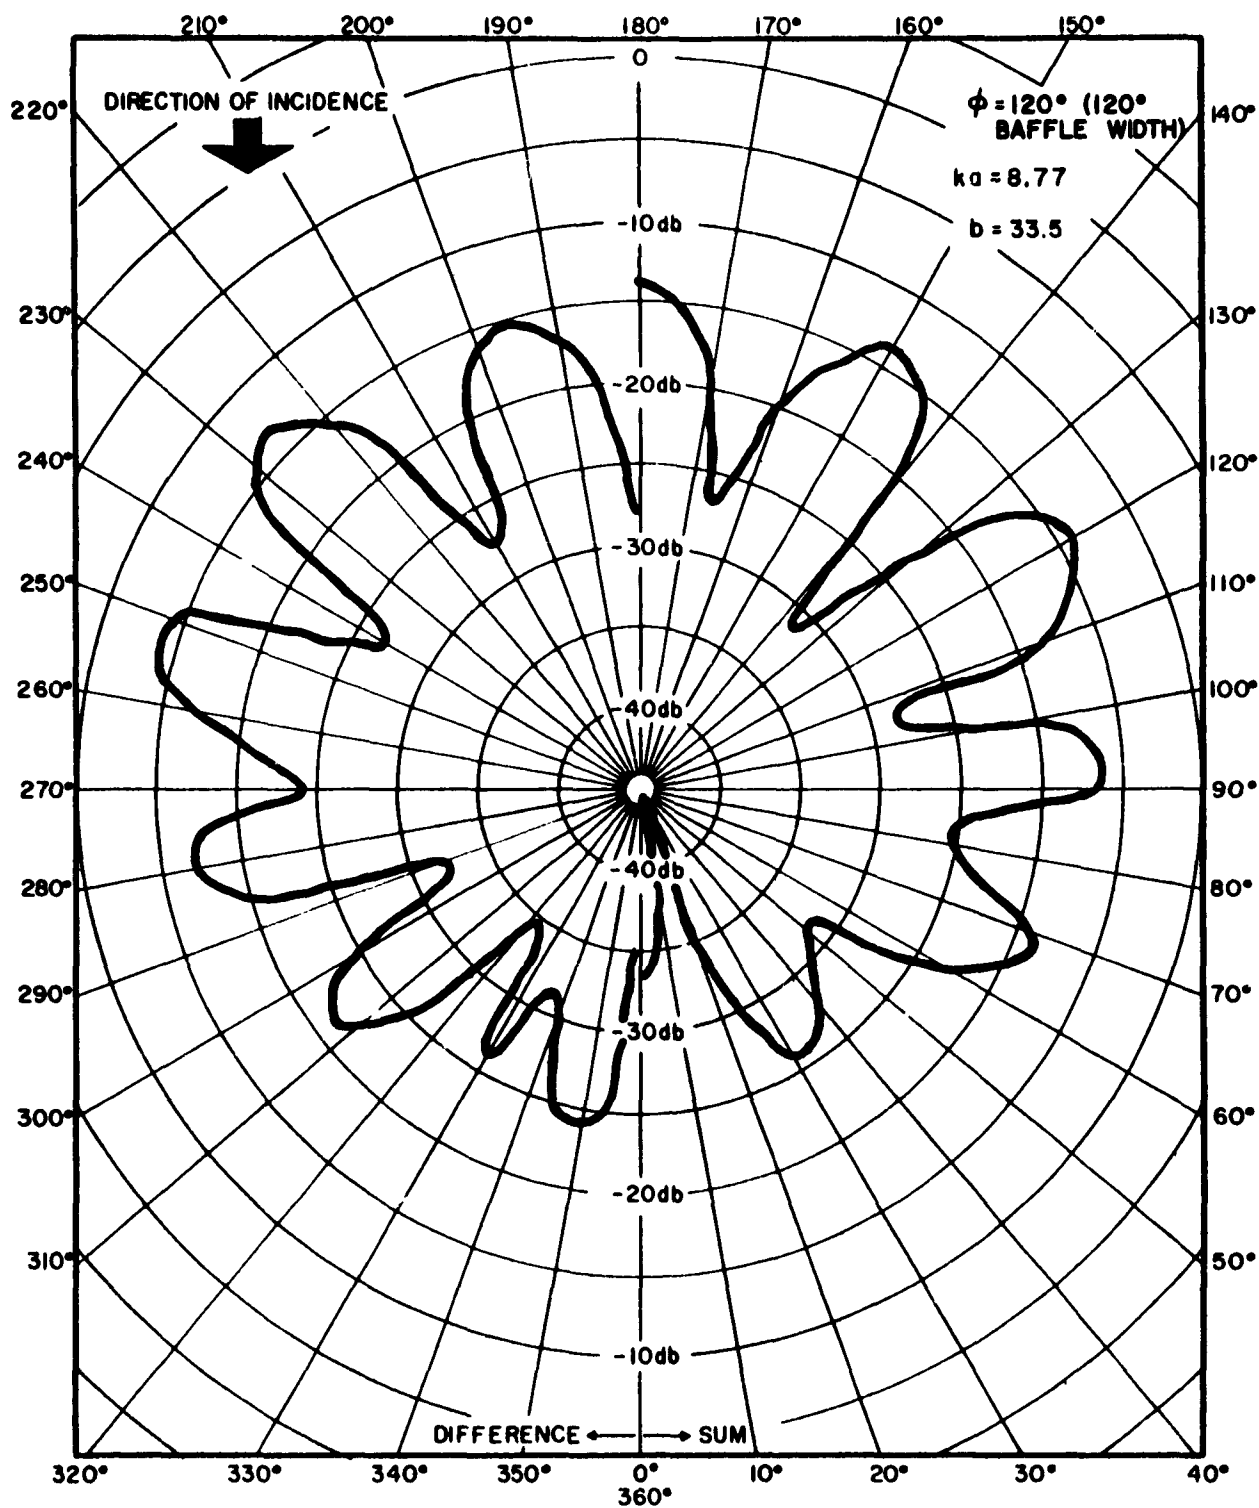 210° 200° 190° 180° 170° 160° 150°
0
DIRECTION OF INCIDENCE
ϕ = 120° (120°
BAFFLE WIDTH)
220° 140°
ka = 8.77
-10db
b = 33.5
230° 130°
-20db
240° 120°
-30db
250° 110°
260° 100°
40db
270° 90°
-40db
280° 80°
290° 70°
-30db
300° 60°
-20db
310° 50°
-10db
DIFFERENCE ←→ SUM
320° 330° 340° 350° 0° 10° 20° 30° 40°
360°